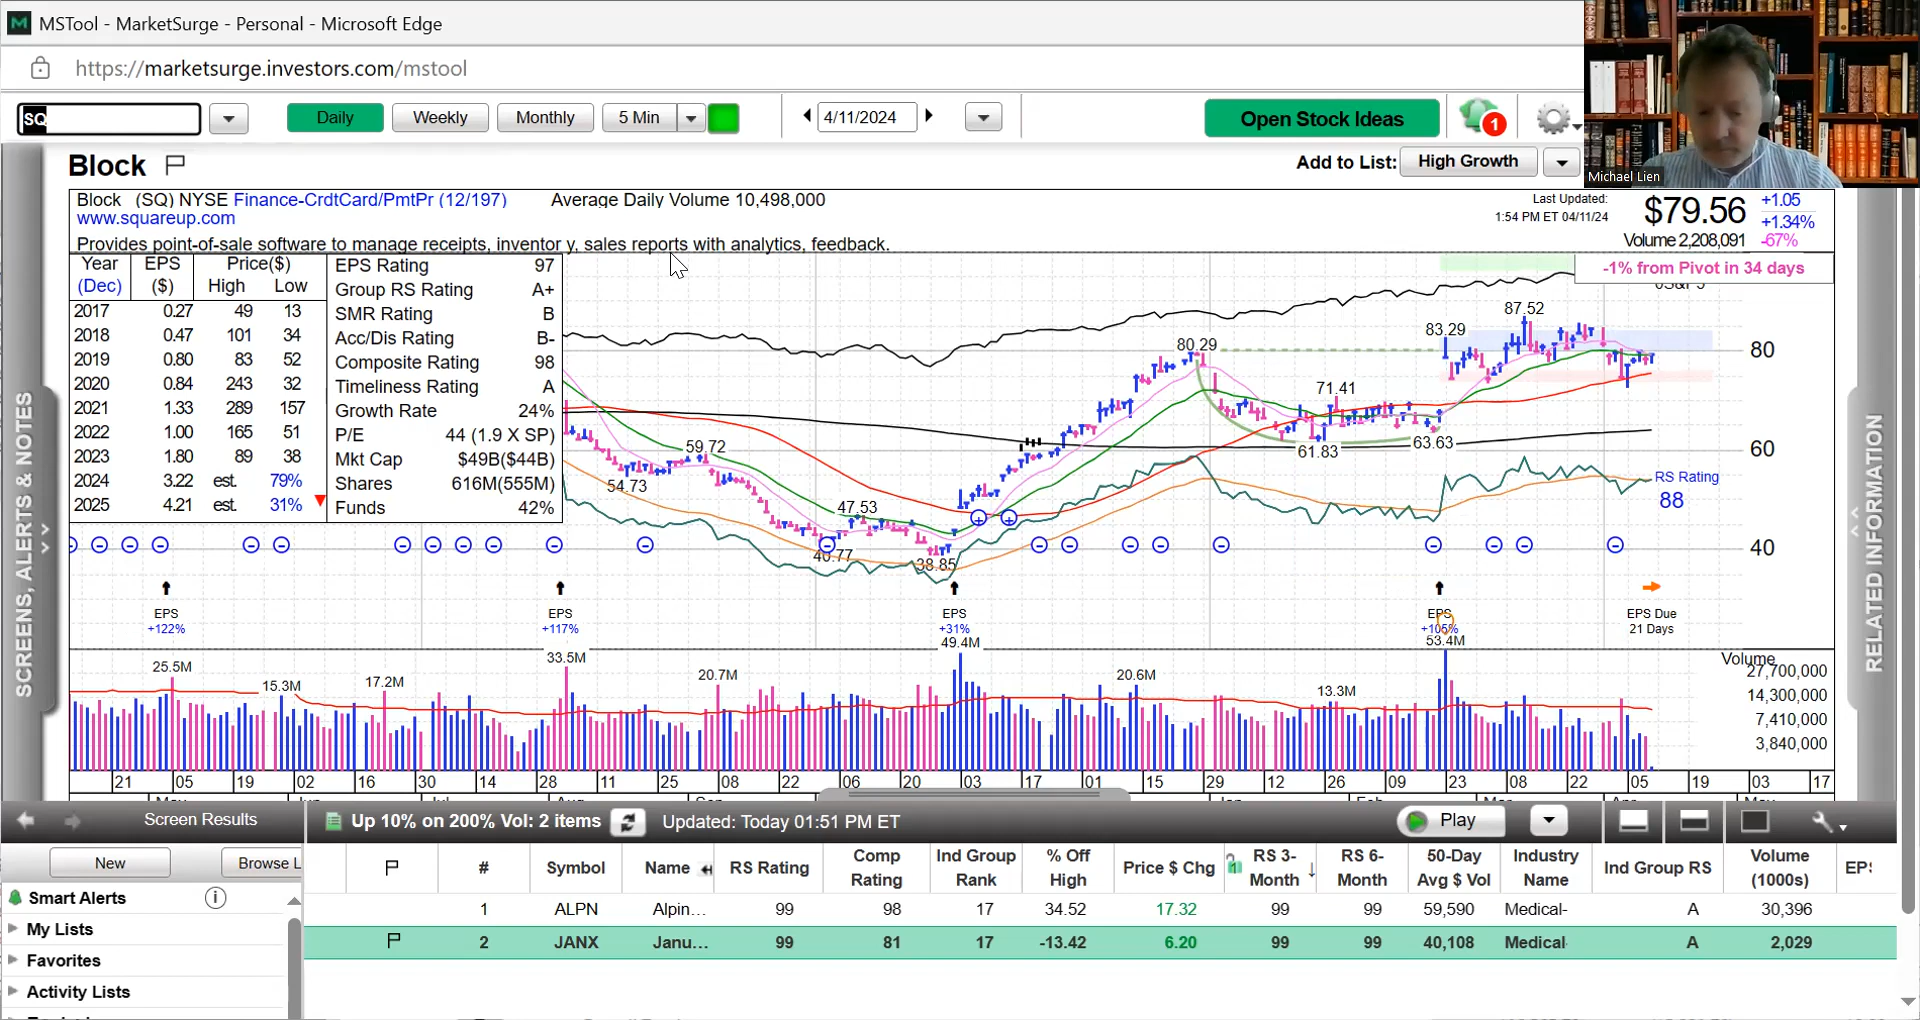 MSTool - MarketSurge - Personal - Microsoft Edge
https://marketsurge.investors.com/mstool
SQ
Daily
Weekly
Monthly
5 Min
4/11/2024
Open Stock Ideas
1
Block
Add to List:
High Growth
Michael Lien
Block (SQ) NYSE Finance-CrdtCard/PmtPr (12/197) Average Daily Volume 10,498,000
www.squareup.com
Provides point-of-sale software to manage receipts, inventor y, sales reports with analytics, feedback.
Last Updated:
1:54 PM ET 04/11/24
$79.56
+1.05
+1.34%
Volume 2,208,091 -67%
-1% from Pivot in 34 days
Year EPS Price($)
(Dec) ($) High Low
2017 0.27 49 13
2018 0.47 101 34
2019 0.80 83 52
2020 0.84 243 32
2021 1.33 289 157
2022 1.00 165 51
2023 1.80 89 38
2024 3.22 est. 79%
2025 4.21 est. 31%
EPS Rating 97
Group RS Rating A+
SMR Rating B
Acc/Dis Rating B-
Composite Rating 98
Timeliness Rating A
Growth Rate 24%
P/E 44 (1.9 X SP)
Mkt Cap $49B($44B)
Shares 616M(555M)
Funds 42%
87.52
83.29
80.29
80
71.41
59.72
63.63
61.83
60
54.73
RS Rating
88
47.53
40.77
38.85
40
EPS
+122%
EPS
+117%
EPS
+31%
EPS
+105%
EPS Due
21 Days
49.4M
53.4M
33.5M
25.5M
15.3M
17.2M
20.7M
20.6M
13.3M
Volume
27,700,000
14,300,000
7,410,000
3,840,000
21 05 19 02 16 30 14 28 11 25 08 22 06 20 03 17 01 15 29 12 26 09 23 08 22 05 19 03 17
SCREENS, ALERTS & NOTES
RELATED INFORMATION
Screen Results
Up 10% on 200% Vol: 2 items
Updated: Today 01:51 PM ET
Play
New
Browse L
Smart Alerts
My Lists
Favorites
Activity Lists
# Symbol Name RS Rating Comp Rating Ind Group Rank % Off High Price $ Chg RS 3-Month RS 6-Month 50-Day Avg $ Vol Industry Name Ind Group RS Volume (1000s) EPS
1 ALPN Alpin... 99 98 17 34.52 17.32 99 99 59,590 Medical- A 30,396
2 JANX Janu... 99 81 17 -13.42 6.20 99 99 40,108 Medical- A 2,029